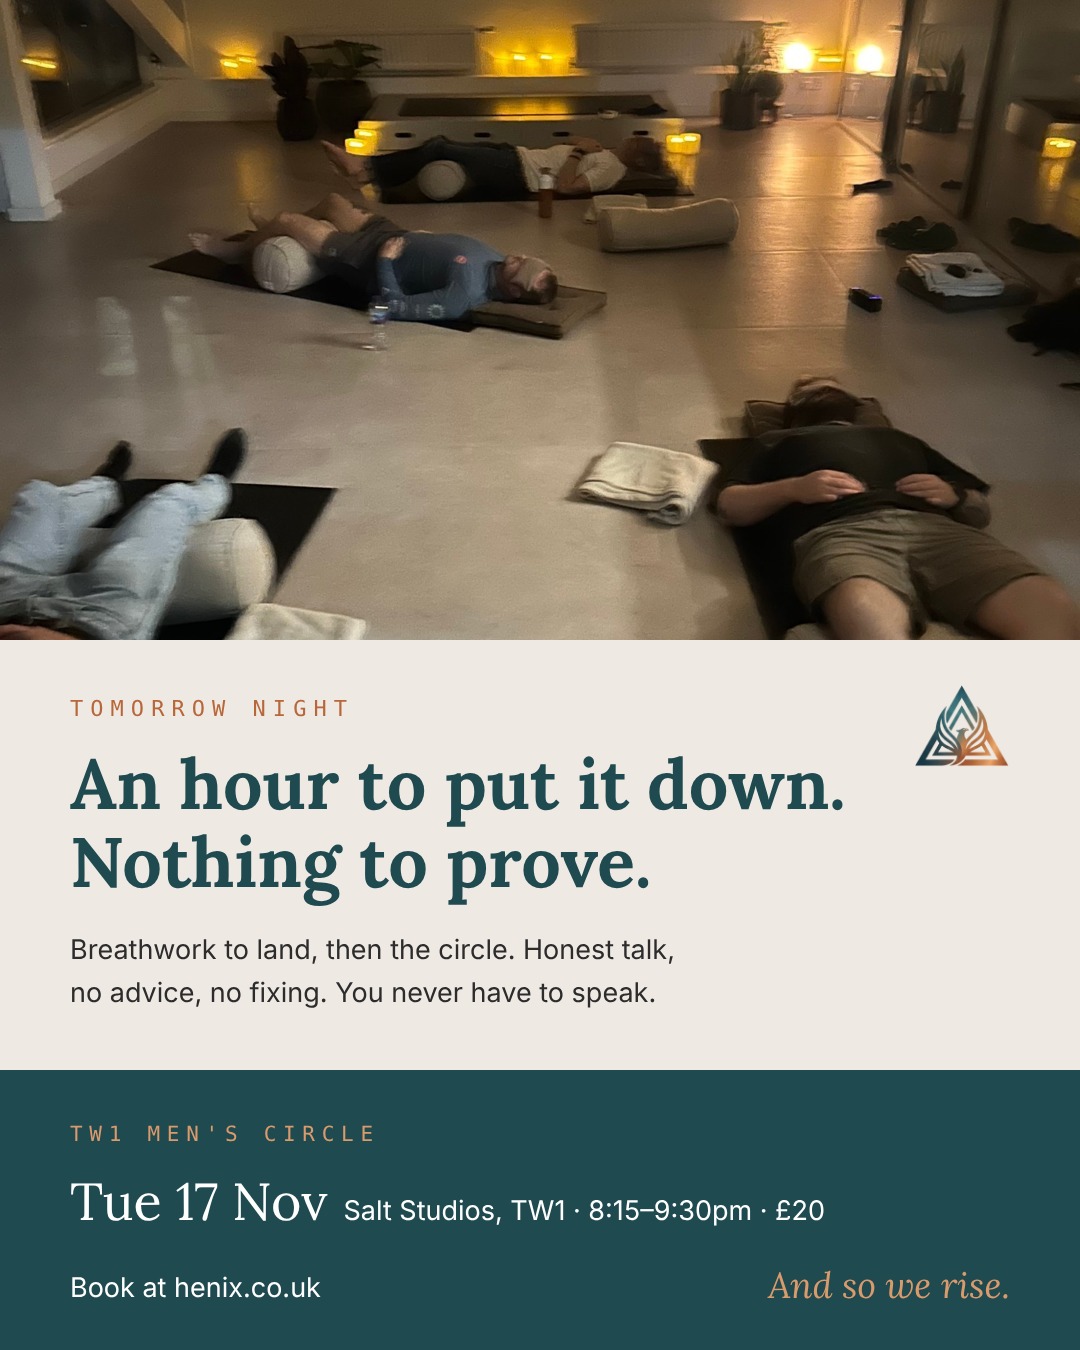 TOMORROW NIGHT
An hour to put it down.
Nothing to prove.
Breathwork to land, then the circle. Honest talk,
no advice, no fixing. You never have to speak.
TW1 MEN'S CIRCLE
Tue 17 Nov Salt Studios, TW1 · 8:15–9:30pm · £20
Book at henix.co.uk
And so we rise.